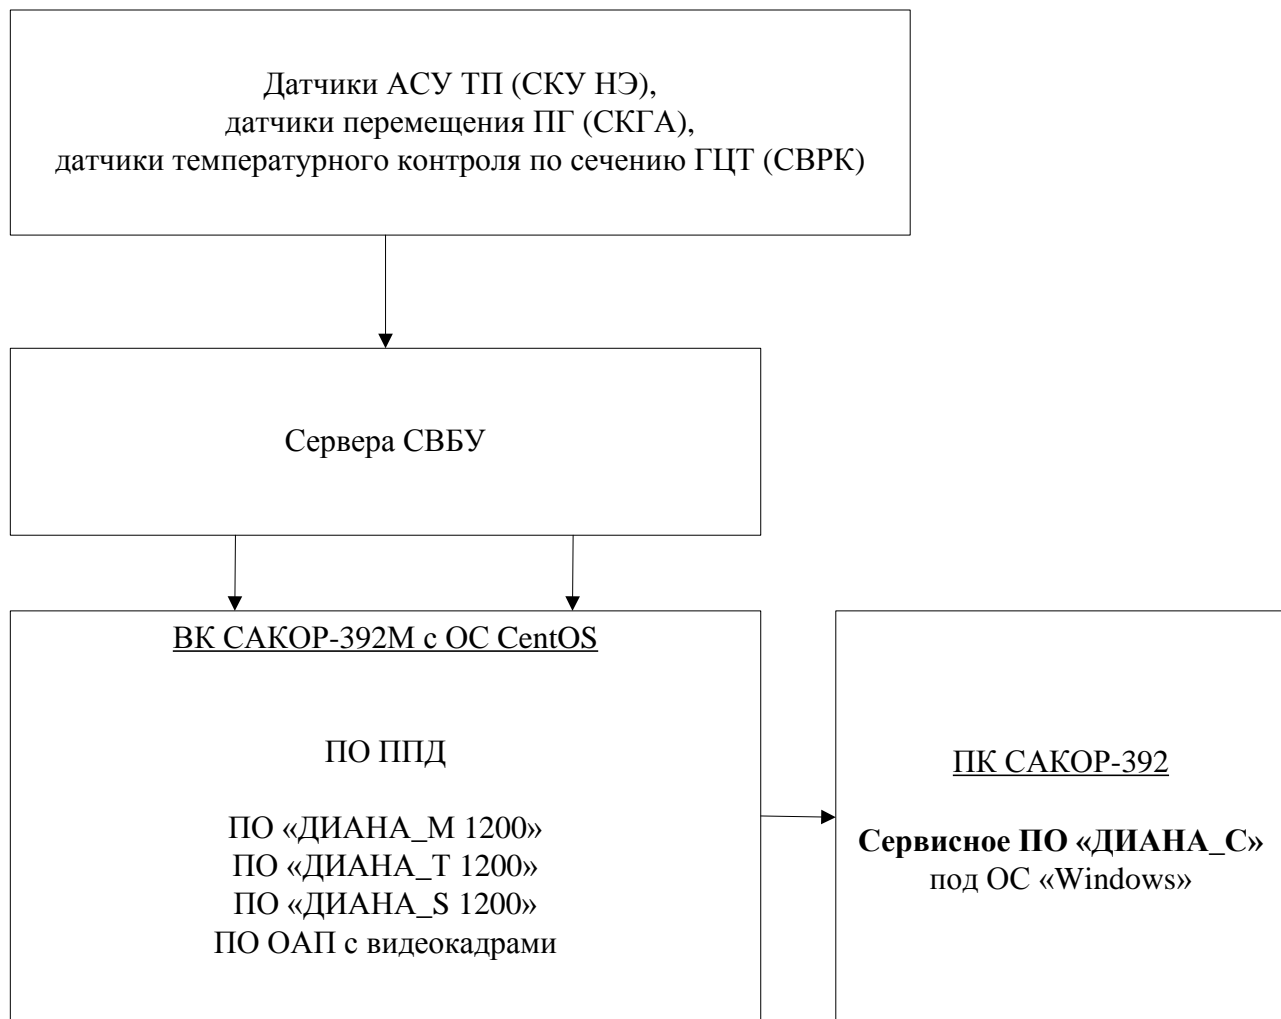 Датчики АСУ ТП (СКУ НЭ),
датчики перемещения ПГ (СКГА),
датчики температурного контроля по сечению ГЦТ (СВРК)
Сервера СВБУ
ВК САКОР-392М с ОС CentOS
ПО ППД
ПО «ДИАНА_М 1200»
ПО «ДИАНА_Т 1200»
ПО «ДИАНА_S 1200»
ПО ОАП с видеокадрами
ПК САКОР-392
Сервисное ПО «ДИАНА_С»
под ОС «Windows»